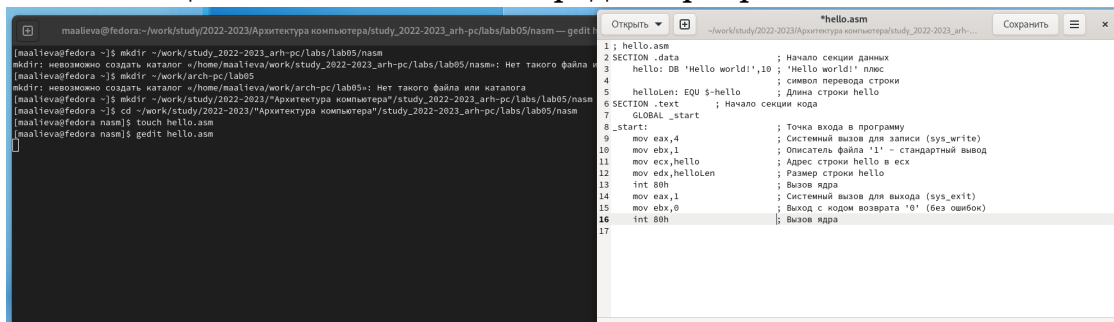 maalieva@fedora:~/work/study/2022-2023/Архитектура компьютера/study_2022-2023_arh-pc/labs/lab05/nasm — gedit h
[maalieva@fedora ~]$ mkdir ~/work/study_2022-2023_arh-pc/labs/lab05/nasm
mkdir: невозможно создать каталог «/home/maalieva/work/study_2022-2023_arh-pc/labs/lab05/nasm»: Нет такого файла и
[maalieva@fedora ~]$ mkdir ~/work/arch-pc/lab05
mkdir: невозможно создать каталог «/home/maalieva/work/arch-pc/lab05»: Нет такого файла или каталога
[maalieva@fedora ~]$ mkdir ~/work/study/2022-2023/"Архитектура компьютера"/study_2022-2023_arh-pc/labs/lab05/nasm
[maalieva@fedora ~]$ cd ~/work/study/2022-2023/"Архитектура компьютера"/study_2022-2023_arh-pc/labs/lab05/nasm
[maalieva@fedora nasm]$ touch hello.asm
[maalieva@fedora nasm]$ gedit hello.asm
Открыть
*hello.asm
~/work/study/2022-2023/Архитектура компьютера/study_2022-2023_arh-...
Сохранить
1 ; hello.asm
2 SECTION .data ; Начало секции данных
3 hello: DB 'Hello world!',10 ; 'Hello world!' плюс
4 ; символ перевода строки
5 helloLen: EQU $-hello ; Длина строки hello
6 SECTION .text ; Начало секции кода
7 GLOBAL _start
8 _start: ; Точка входа в программу
9 mov eax,4 ; Системный вызов для записи (sys_write)
10 mov ebx,1 ; Описатель файла '1' - стандартный вывод
11 mov ecx,hello ; Адрес строки hello в ecx
12 mov edx,helloLen ; Размер строки hello
13 int 80h ; Вызов ядра
14 mov eax,1 ; Системный вызов для выхода (sys_exit)
15 mov ebx,0 ; Выход с кодом возврата '0' (без ошибок)
16 int 80h ; Вызов ядра
17